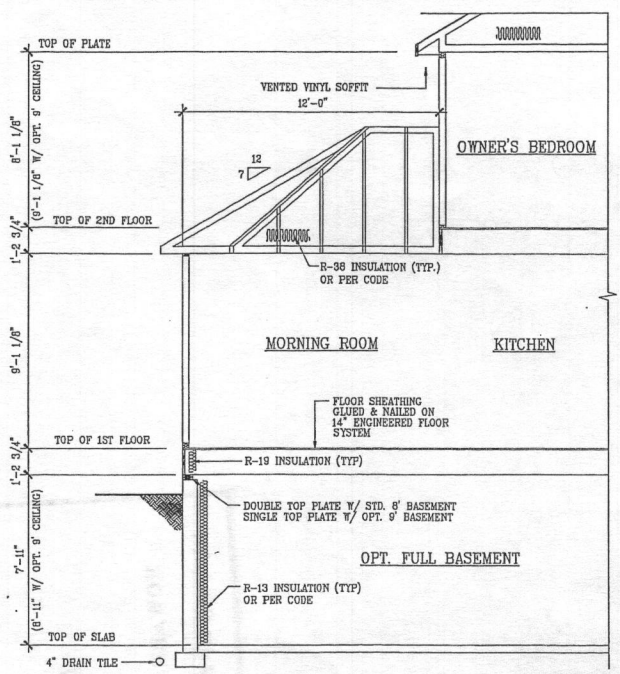 TOP OF PLATE
VENTED VINYL SOFFIT
12'-0"
OWNER'S BEDROOM
8'-1 1/8"
(9'-1 1/8" W/ OPT. 9' CEILING)
12
7
TOP OF 2ND FLOOR
1'-2 3/4"
R-38 INSULATION (TYP.)
OR PER CODE
9'-1 1/8"
MORNING ROOM
KITCHEN
FLOOR SHEATHING
GLUED & NAILED ON
14" ENGINEERED FLOOR
SYSTEM
TOP OF 1ST FLOOR
1'-2 3/4"
R-19 INSULATION (TYP)
DOUBLE TOP PLATE W/ STD. 8' BASEMENT
SINGLE TOP PLATE W/ OPT. 9' BASEMENT
7'-11"
(8'-11" W/ OPT. 9' CEILING)
OPT. FULL BASEMENT
R-13 INSULATION (TYP)
OR PER CODE
TOP OF SLAB
4" DRAIN TILE